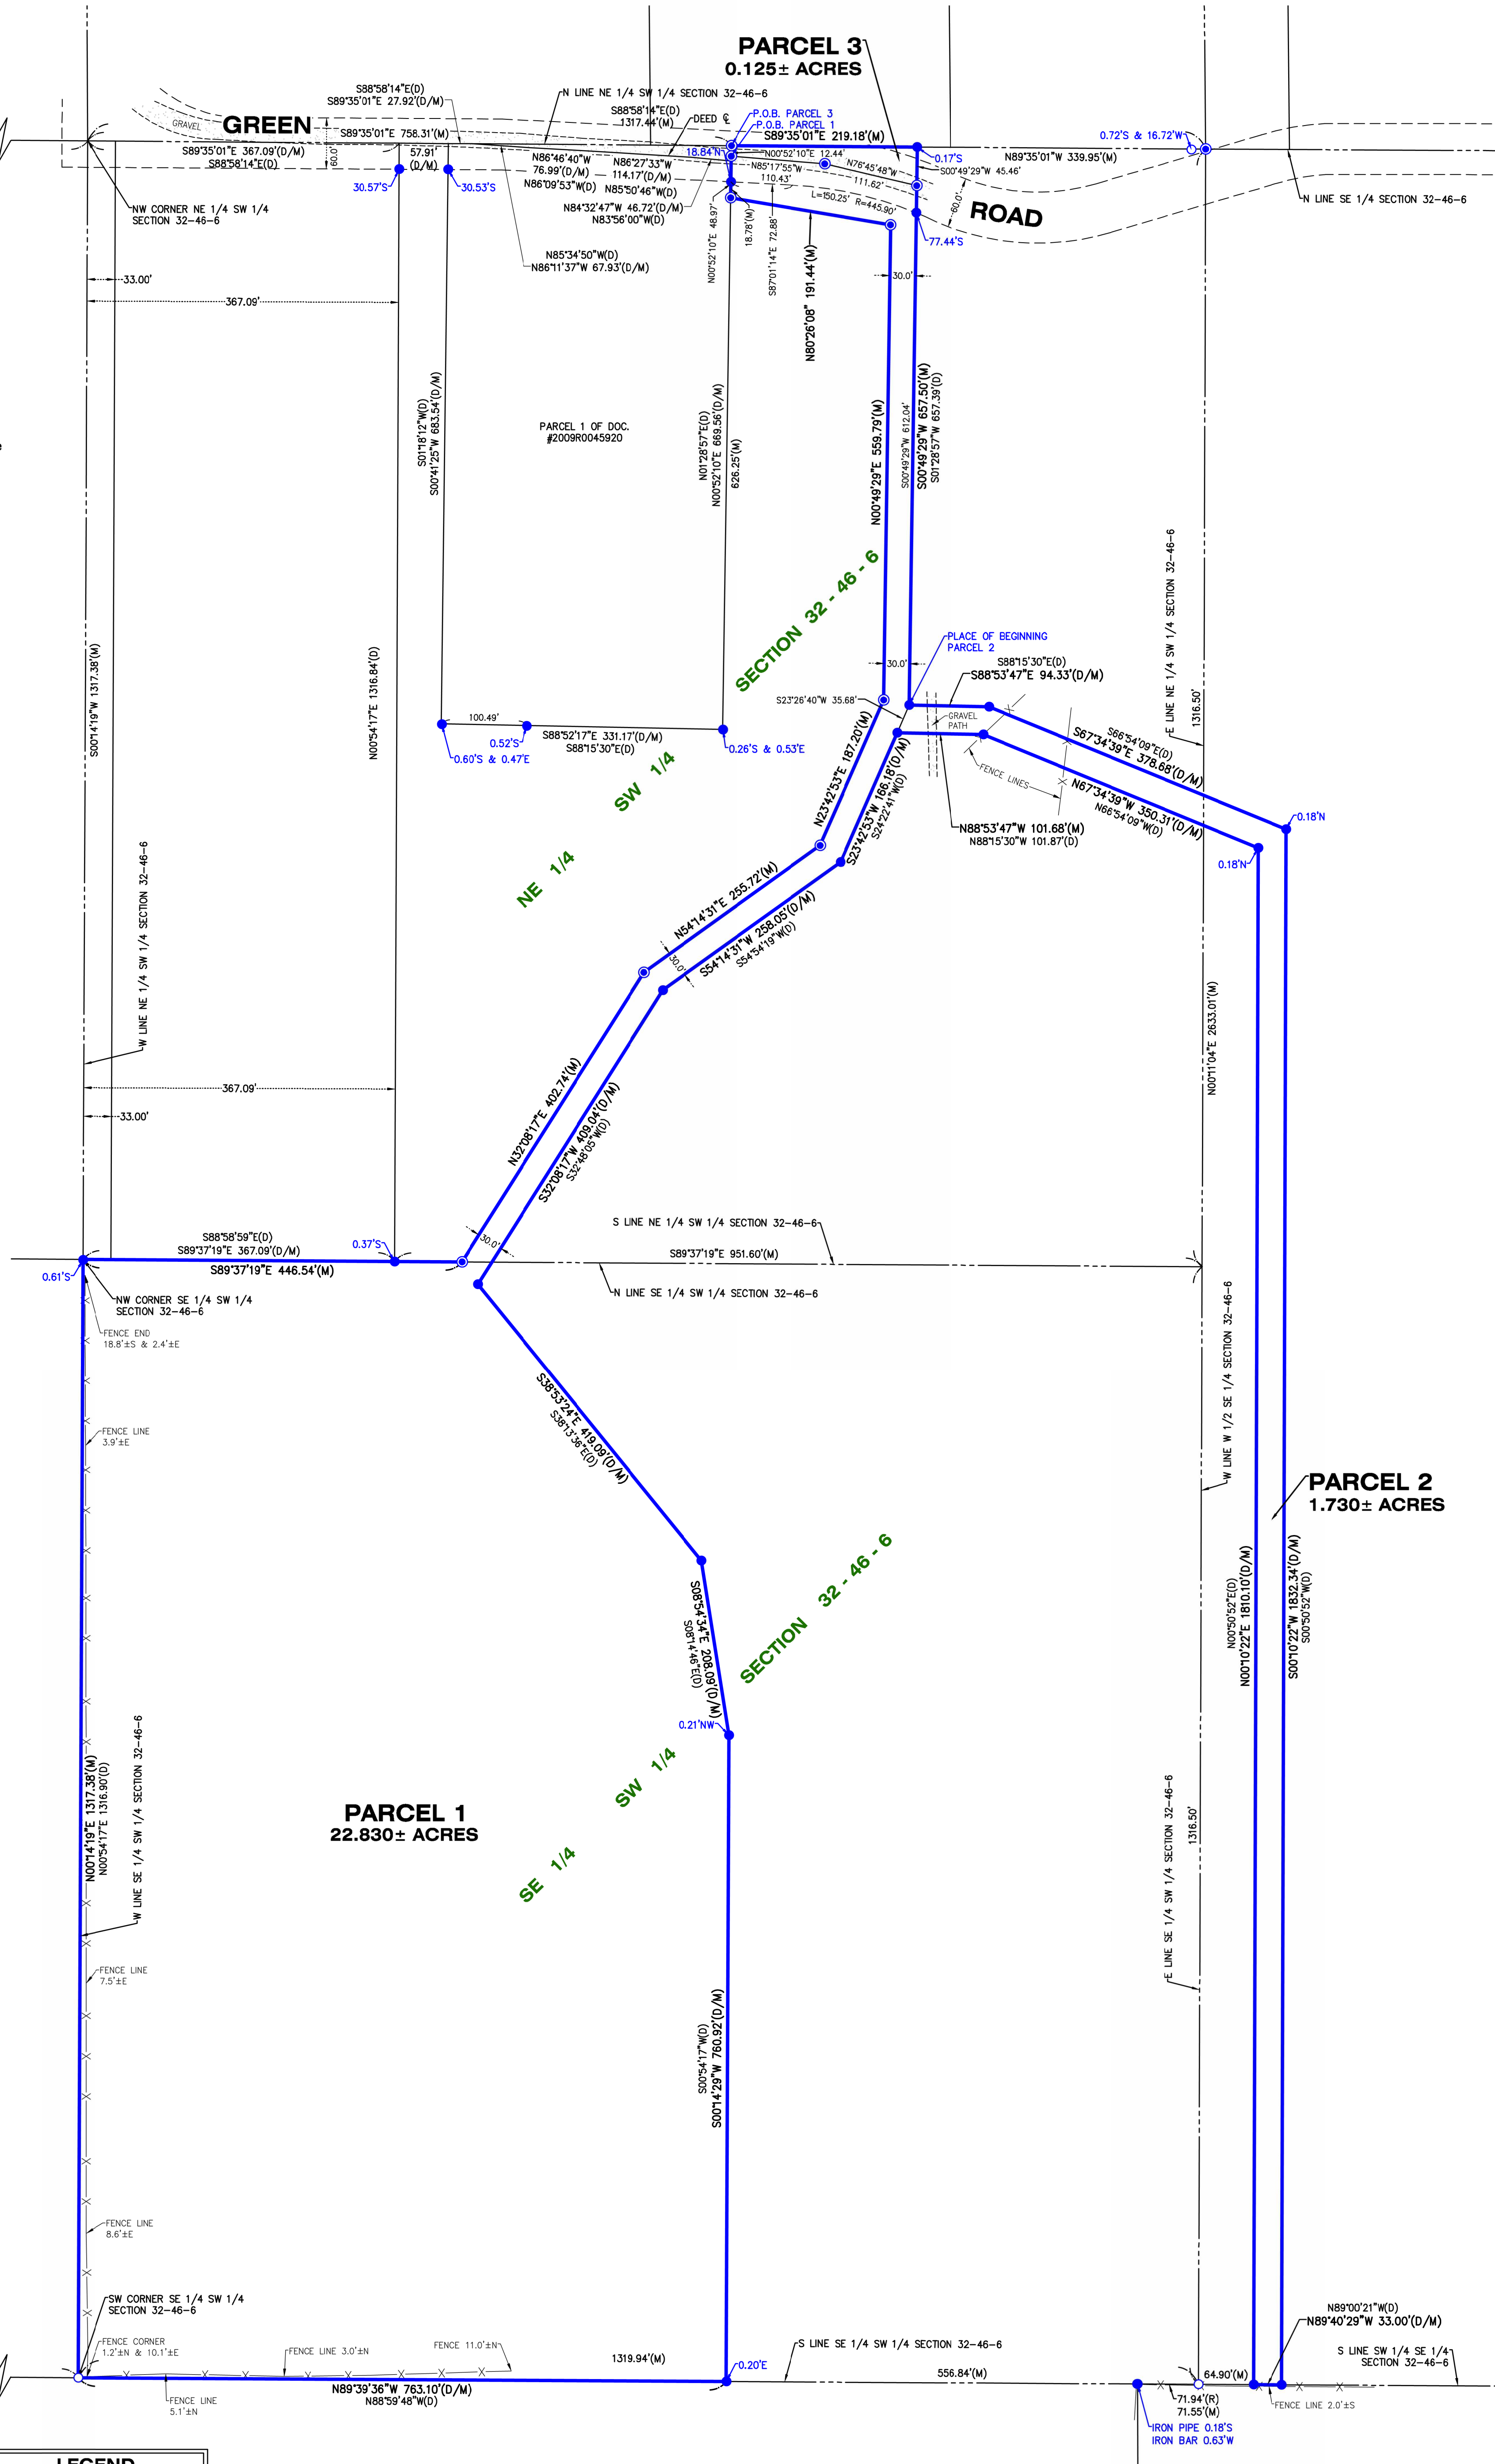 PARCEL 3
0.125± ACRES
S88°58'14"E(D)
S89°35'01"E 27.92'(D/M)
N LINE NE 1/4 SW 1/4 SECTION 32-46-6
S88°58'14"E(D)
1317.44'(M)
DEED ℄
P.O.B. PARCEL 3
P.O.B. PARCEL 1
GRAVEL
GREEN
S89°35'01"E 758.31'(M)
S89°35'01"E 219.18'(M)
0.72'S & 16.72'W
S89°35'01"E 367.09'(D/M)
S88°58'14"E(D)
60.0'
57.91'
(D/M)
N86°46'40"W
76.99'(D/M)
N86°09'53"W(D)
N86°27'33"W
114.17'(D/M)
N85°50'46"W(D)
18.84'N
N00°52'10"E 12.44'
N85°17'55"W
110.43'
N76°45'48"W
111.62'
0.17'S
S00°49'29"W 45.46'
N89°35'01"W 339.95'(M)
30.57'S
30.53'S
N84°32'47"W 46.72'(D/M)
N83°56'00"W(D)
L=150.25' R=445.90'
60.0'
ROAD
N LINE SE 1/4 SECTION 32-46-6
NW CORNER NE 1/4 SW 1/4
SECTION 32-46-6
77.44'S
N85°34'50"W(D)
N86°11'37"W 67.93'(D/M)
N00°52'10"E 48.97'
18.78'(M)
S87°01'14"E 72.88'
N80°26'08" 191.44'(M)
33.00'
367.09'
30.0'
S01°18'12"W(D)
S00°41'25"W 683.54'(D/M)
PARCEL 1 OF DOC.
#2009R0045920
N01°28'57"E(D)
N00°52'10"E 669.56'(D/M)
626.25'(M)
N00°49'29"E 559.79'(M)
S00°49'29"W 612.04'
S00°49'29"W 657.50'(M)
S01°28'57"W 657.39'(D)
E LINE NE 1/4 SW 1/4 SECTION 32-46-6
1316.50'
SECTION 32 - 46 - 6
S00°14'19"W 1317.38'(M)
N00°54'17"E 1316.84'(D)
PLACE OF BEGINNING
PARCEL 2
30.0'
S88°15'30"E(D)
S88°53'47"E 94.33'(D/M)
S23°26'40"W 35.68'
GRAVEL
PATH
100.49'
0.52'S
S88°52'17"E 331.17'(D/M)
S88°15'30"E(D)
0.60'S & 0.47'E
0.26'S & 0.53'E
S66°54'09"E(D)
S67°34'39"E 378.68'(D/M)
FENCE LINES
SW 1/4
N23°42'53"E 187.20'(M)
S23°42'53"W 166.18'(D/M)
S24°22'41"W(D)
N88°53'47"W 101.68'(M)
N88°15'30"W 101.87'(D)
N67°34'39"W 350.31'(D/M)
N66°54'09"W(D)
0.18'N
0.18'N
NE 1/4
W LINE NE 1/4 SW 1/4 SECTION 32-46-6
N54°14'31"E 255.72'(M)
30.0'
S54°14'31"W 258.05'(D/M)
S54°54'19"W(D)
N00°11'04"E 2633.01'(M)
367.09'
33.00'
N32°08'17"E 402.74'(M)
S32°08'17"W 409.04'(D/M)
S32°48'05"W(D)
S88°58'59"E(D)
S89°37'19"E 367.09'(D/M)
0.37'S
30.0'
S LINE NE 1/4 SW 1/4 SECTION 32-46-6
S89°37'19"E 951.60'(M)
0.61'S
S89°37'19"E 446.54'(M)
N LINE SE 1/4 SW 1/4 SECTION 32-46-6
NW CORNER SE 1/4 SW 1/4
SECTION 32-46-6
FENCE END
18.8'±S & 2.4'±E
W LINE W 1/2 SE 1/4 SECTION 32-46-6
FENCE LINE
3.9'±E
S38°53'24"E 419.09'(D/M)
S38°13'36"E(D)
PARCEL 2
1.730± ACRES
SECTION 32 - 46 - 6
S08°54'34"E 208.09'(D/M)
S08°14'46"E(D)
0.21'NW
N00°50'52"E(D)
N00°10'22"E 1810.10'(D/M)
S00°10'22"W 1832.34'(D/M)
S00°50'52"W(D)
W LINE SE 1/4 SW 1/4 SECTION 32-46-6
N00°14'19"E 1317.38'(M)
N00°54'17"E 1316.90'(D)
PARCEL 1
22.830± ACRES
SW 1/4
SE 1/4
1316.50'
E LINE SE 1/4 SW 1/4 SECTION 32-46-6
FENCE LINE
7.5'±E
S00°54'17"W(D)
S00°14'29"W 760.92'(D/M)
FENCE LINE
8.6'±E
SW CORNER SE 1/4 SW 1/4
SECTION 32-46-6
FENCE CORNER
1.2'±N & 10.1'±E
FENCE LINE 3.0'±N
FENCE 11.0'±N
1319.94'(M)
S LINE SE 1/4 SW 1/4 SECTION 32-46-6
N89°00'21"W(D)
N89°40'29"W 33.00'(D/M)
S LINE SW 1/4 SE 1/4
SECTION 32-46-6
0.20'E
556.84'(M)
64.90'(M)
N89°39'36"W 763.10'(D/M)
N88°59'48"W(D)
FENCE LINE
5.1'±N
71.94'(R)
71.55'(M)
FENCE LINE 2.0'±S
IRON PIPE 0.18'S
IRON BAR 0.63'W
LEGEND